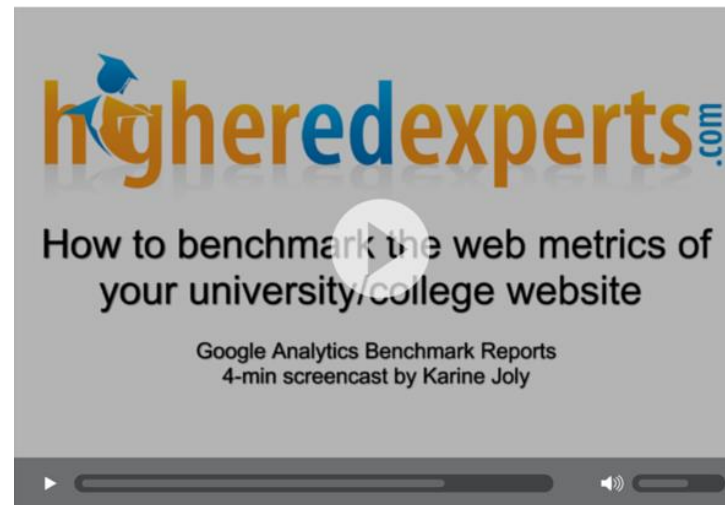 higheredexperts.com
How to benchmark the web metrics of
your university/college website
Google Analytics Benchmark Reports
4-min screencast by Karine Joly